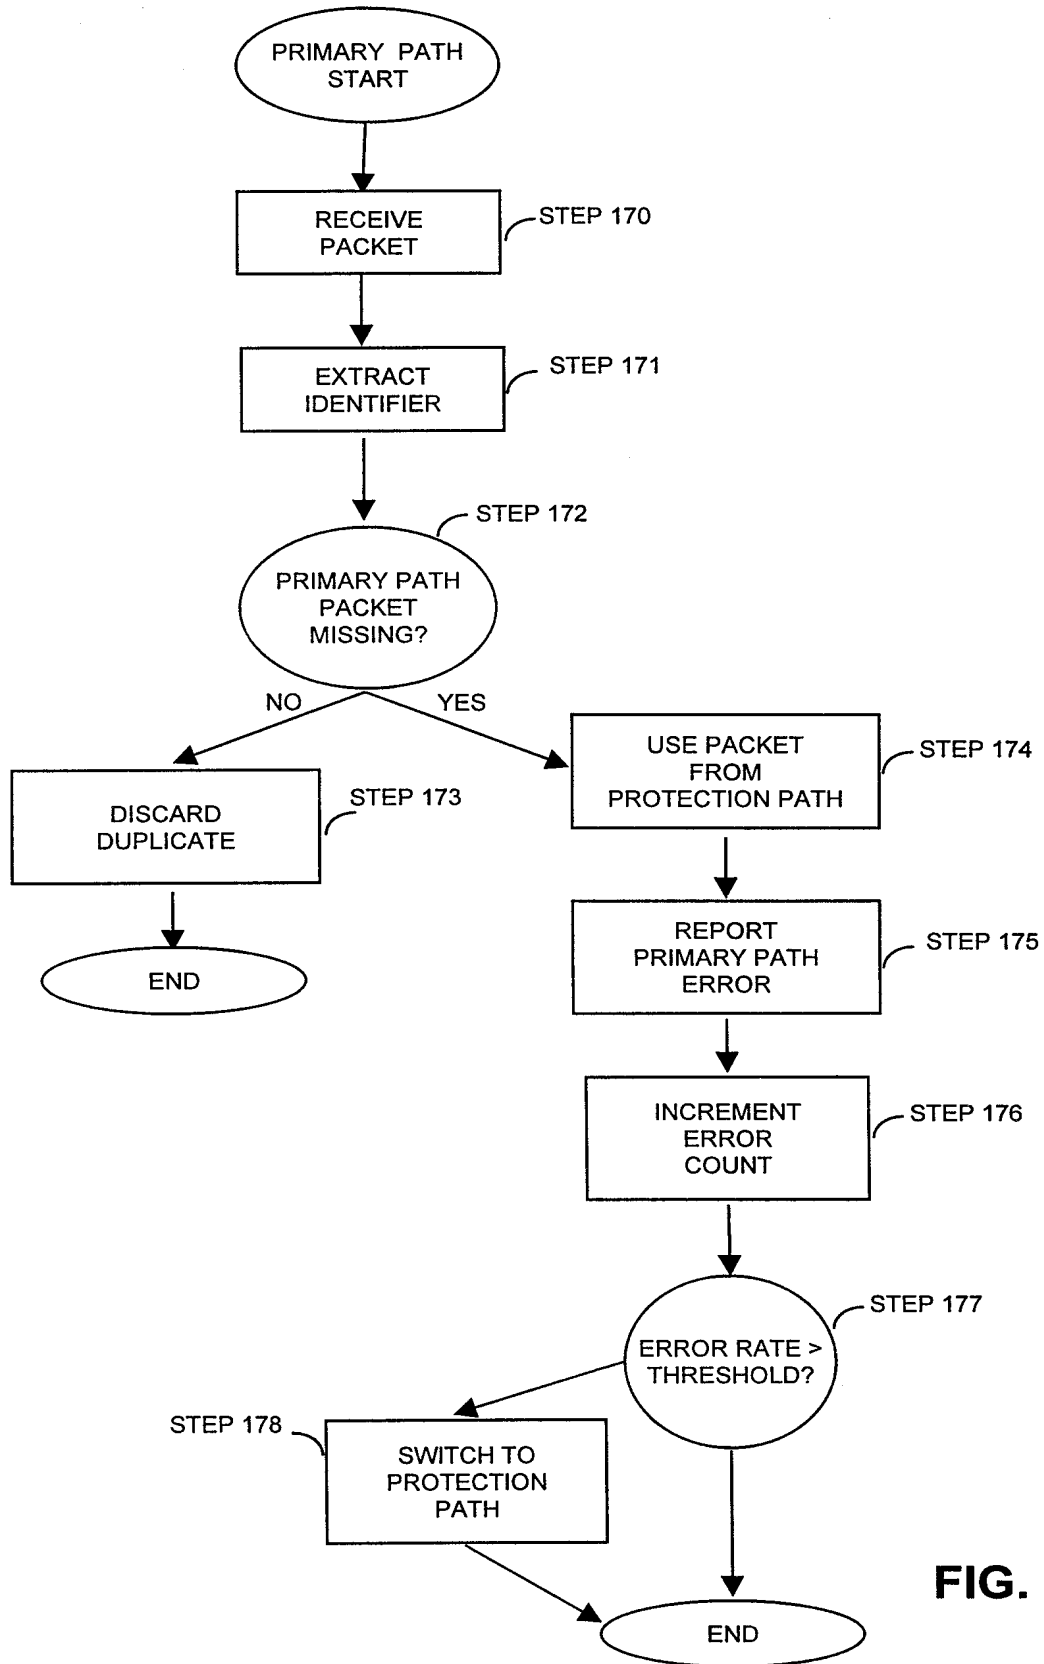 PRIMARY PATH
START
RECEIVE
PACKET
STEP 170
EXTRACT
IDENTIFIER
STEP 171
STEP 172
PRIMARY PATH
PACKET
MISSING?
NO
YES
USE PACKET
FROM
PROTECTION PATH
STEP 174
DISCARD
DUPLICATE
STEP 173
REPORT
PRIMARY PATH
ERROR
STEP 175
END
INCREMENT
ERROR
COUNT
STEP 176
STEP 177
ERROR RATE >
THRESHOLD?
STEP 178
SWITCH TO
PROTECTION
PATH
FIG.
END